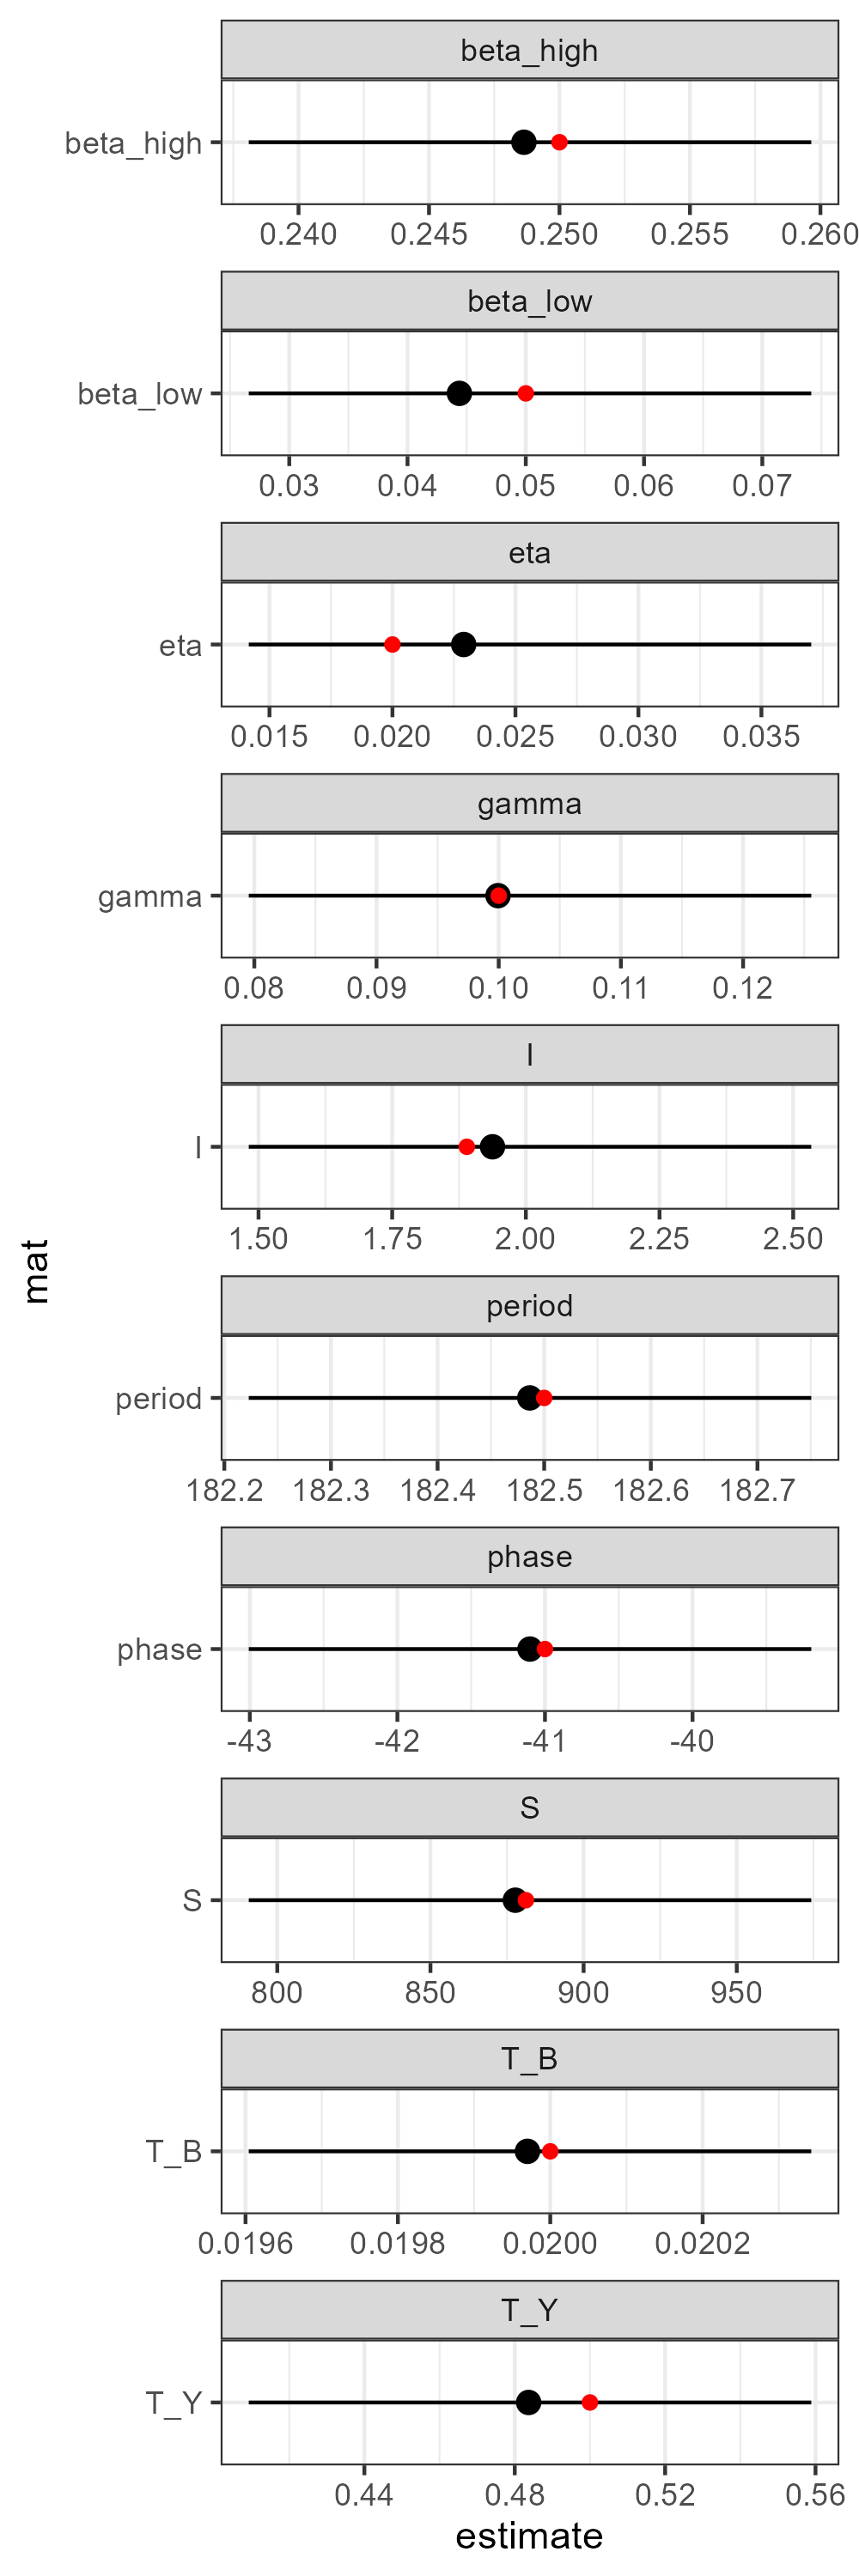 beta_high
beta_high
0.240 0.245 0.250 0.255 0.260
beta_low
beta_low
0.03 0.04 0.05 0.06 0.07
eta
eta
0.015 0.020 0.025 0.030 0.035
gamma
gamma
0.08 0.09 0.10 0.11 0.12
I
I
1.50 1.75 2.00 2.25 2.50
mat
period
period
182.2 182.3 182.4 182.5 182.6 182.7
phase
phase
-43 -42 -41 -40
S
S
800 850 900 950
T_B
T_B
0.0196 0.0198 0.0200 0.0202
T_Y
T_Y
0.44 0.48 0.52 0.56
estimate